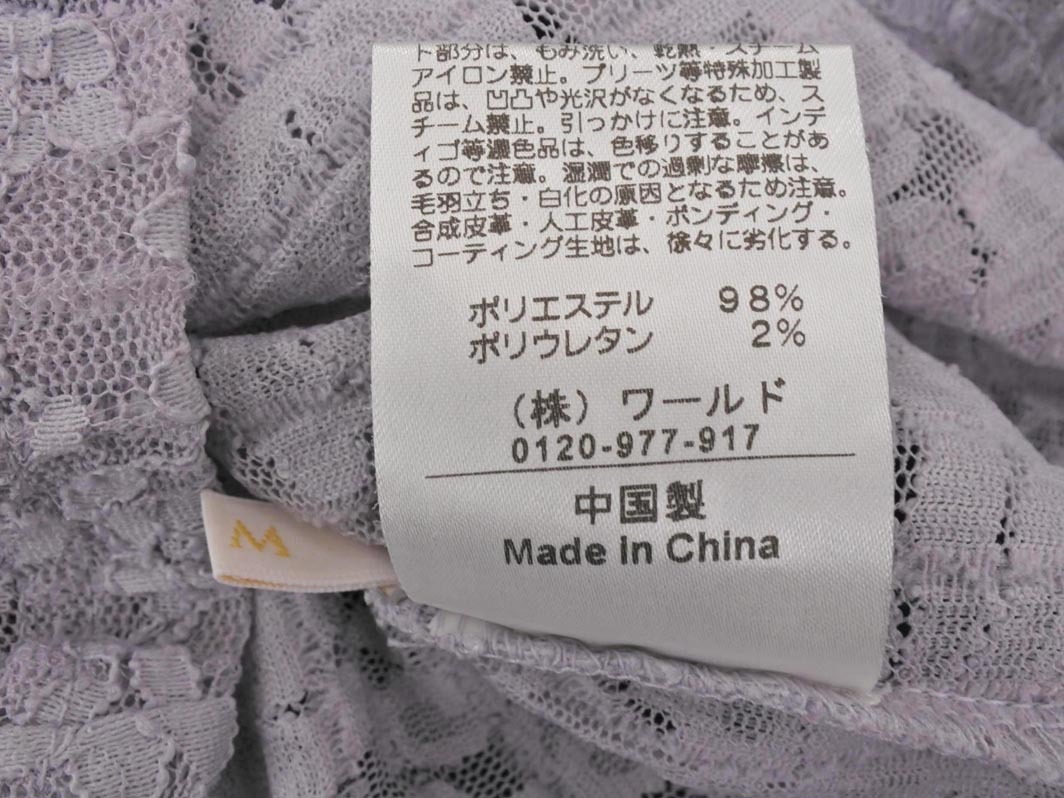 ト部分は、もみ洗い、乾熱・スチーム
アイロン禁止。プリーツ等特殊加工製
品は、凹凸や光沢がなくなるため、ス
チーム禁止。引っかけに注意。インデ
ィゴ等濃色品は、色移りすることがあ
るので注意。湿潤での過剰な摩擦は、
毛羽立ち・白化の原因となるため注意。
合成皮革・人工皮革・ボンディング・
コーティング生地は、徐々に劣化する。
ポリエステル 98%
ポリウレタン 2%
(株)ワールド
0120-977-917
中国製
Made in China
M